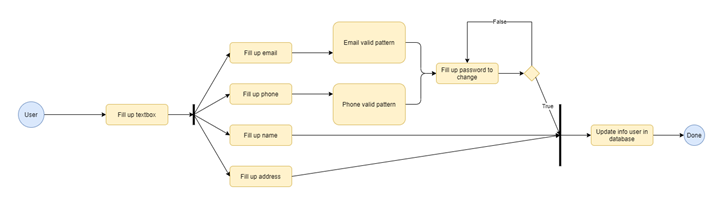 False
Email valid pattern
Fill up email
Fill up password to
change
Fill up phone
Phone valid pattern
True
User
Fill up textbox
Fill up name
Update info user in
database
Done
Fill up address